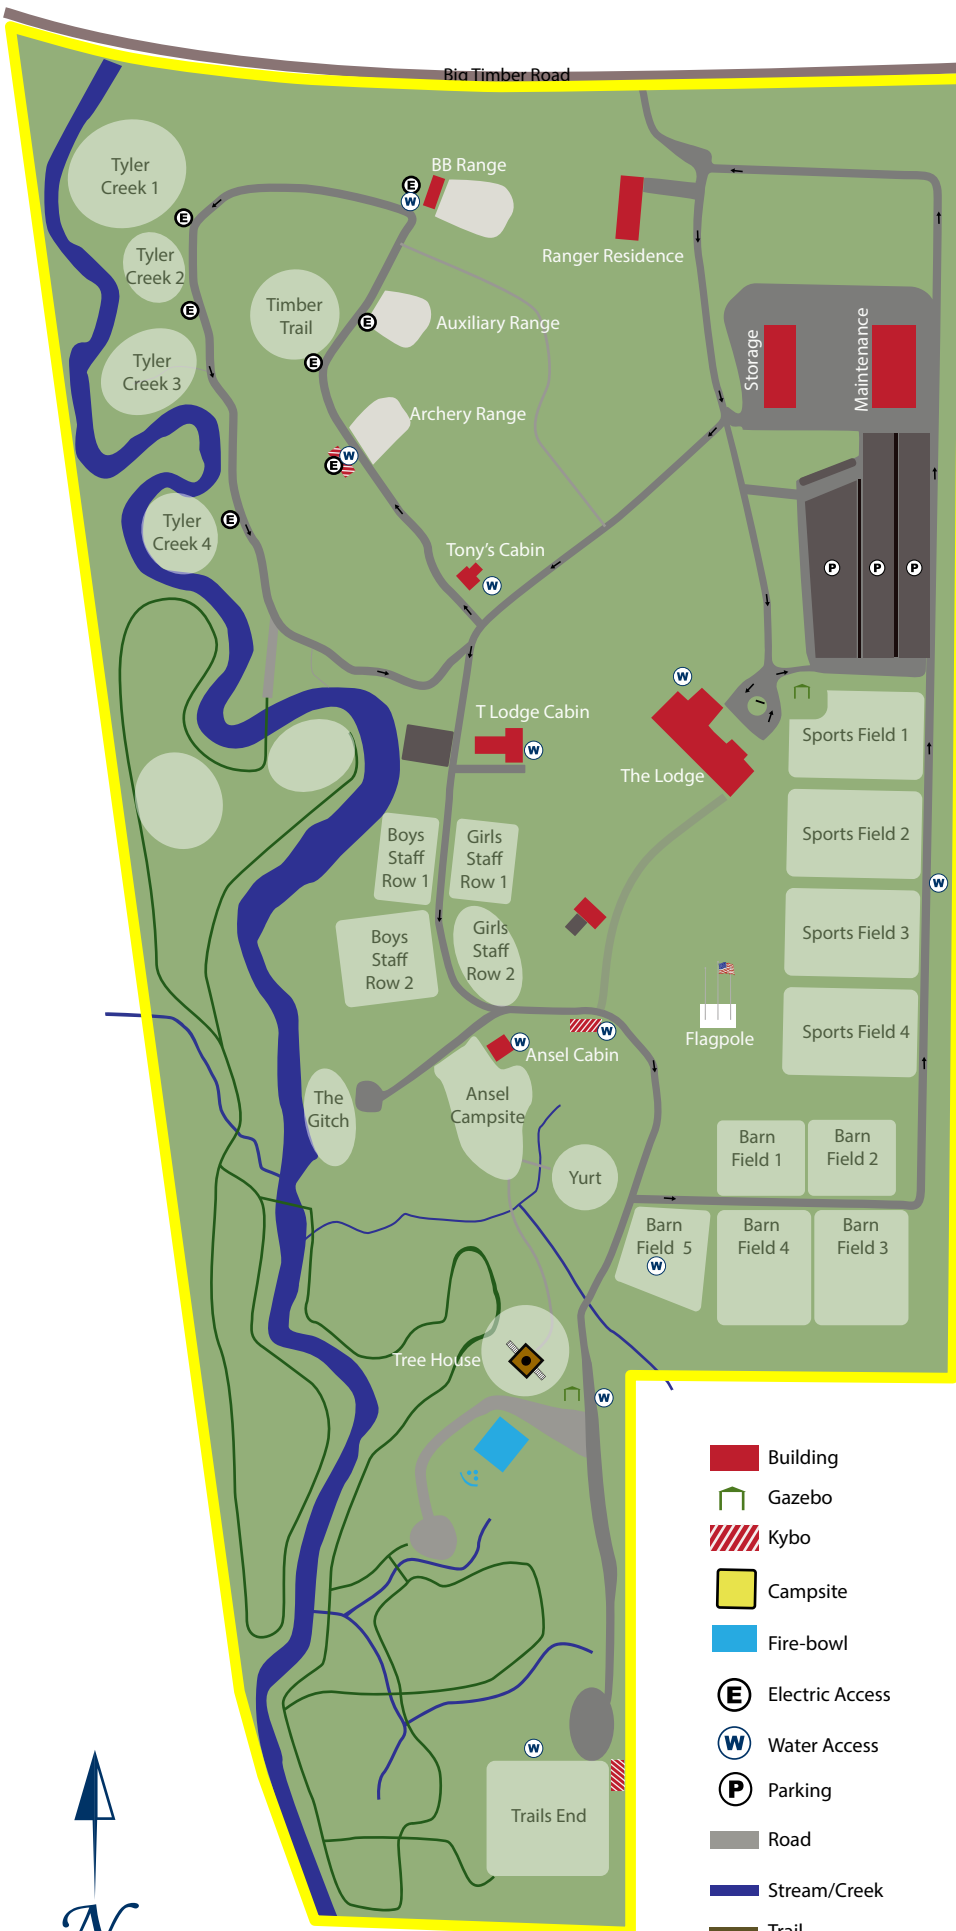 Big Timber Road
BB Range
Tyler
Creek 1
E
W
E
Ranger Residence
Tyler
Creek 2
Timber
Trail
E
E
Auxiliary Range
Storage
Maintenance
Tyler
Creek 3
E
Archery Range
W
E
Tyler
Creek 4
E
Tony's Cabin
W
P
P
P
W
T Lodge Cabin
W
The Lodge
Sports Field 1
Boys
Staff
Row 1
Girls
Staff
Row 1
Sports Field 2
W
Boys
Staff
Row 2
Girls
Staff
Row 2
Sports Field 3
Flagpole
Sports Field 4
W
W
Ansel Cabin
The
Gitch
Ansel
Campsite
Yurt
Barn
Field 1
Barn
Field 2
Barn
Field 5
W
Barn
Field 4
Barn
Field 3
Tree House
W
Building
Gazebo
Kybo
Campsite
Fire-bowl
E Electric Access
W Water Access
P Parking
Road
Stream/Creek
Trail
W
Trails End
N